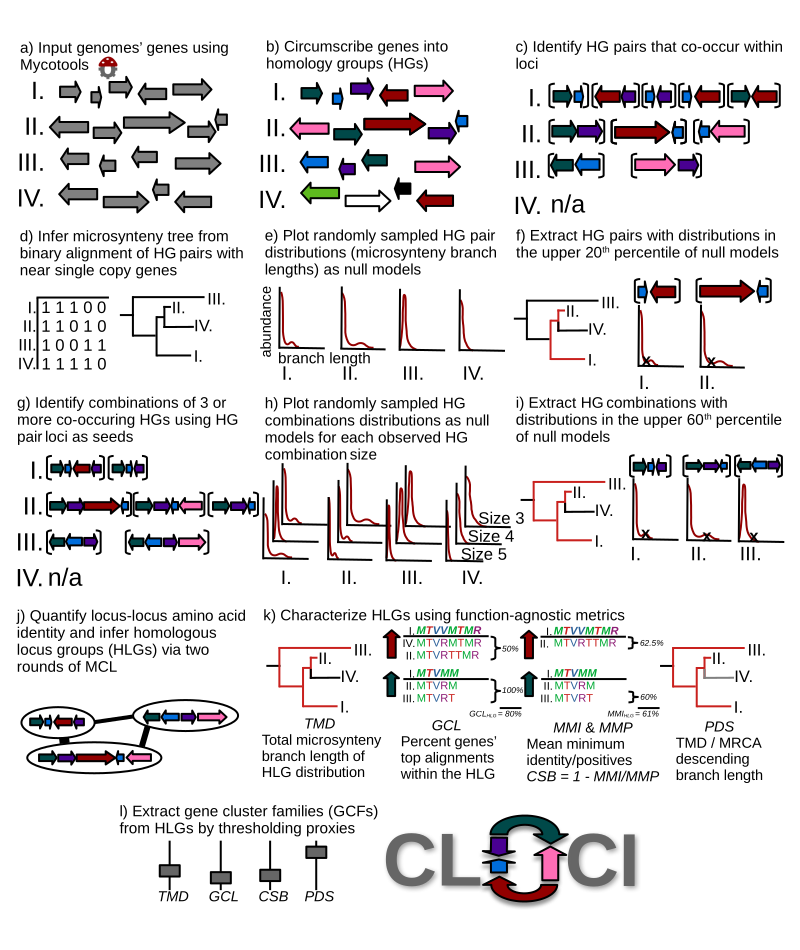 a) Input genomes' genes using
Mycotools
I.
II.
III.
IV.
b) Circumscribe genes into
homology groups (HGs)
I.
II.
III.
IV.
c) Identify HG pairs that co-occur within
loci
I.
II.
III.
IV. n/a
d) Infer microsynteny tree from
binary alignment of HG pairs with
near single copy genes
I. 1 1 1 0 0
II. 1 1 0 1 0
III. 1 0 0 1 1
IV. 1 1 1 1 0
III.
II.
IV.
I.
e) Plot randomly sampled HG pair
distributions (microsynteny branch
lengths) as null models
abundance
branch length
I. II. III. IV.
f) Extract HG pairs with distributions in
the upper 20th percentile of null models
III.
II.
IV.
I.
x x
I. II.
g) Identify combinations of 3 or
more co-occuring HGs using HG
pair loci as seeds
I.
II.
III.
IV. n/a
h) Plot randomly sampled HG
combinations distributions as null
models for each observed HG
combination size
Size 3
Size 4
Size 5
I. II. III. IV.
i) Extract HG combinations with
distributions in the upper 60th percentile
of null models
III.
II.
IV.
I.
x x x
I. II. III.
j) Quantify locus-locus amino acid
identity and infer homologous
locus groups (HLGs) via two
rounds of MCL
k) Characterize HLGs using function-agnostic metrics
III.
II.
IV.
I.
TMD
Total microsynteny
branch length of
HLG distribution
I. MTVVMTMR
IV. MTVRMTMR
II. MTVRTTMR
50%
I. MTVMM
II. MTVRM
III. MTVRT
100%
GCL HLG = 80%
GCL
Percent genes'
top alignments
within the HLG
I. MTVVMTMR
II. MTVRTTMR
62.5%
I. MTVMM
II. MTVRM
III. MTVRT
60%
MMI HLG = 61%
MMI & MMP
Mean minimum
identity/positives
CSB = 1 - MMI/MMP
III.
II.
IV.
I.
PDS
TMD / MRCA
descending
branch length
l) Extract gene cluster families (GCFs)
from HLGs by thresholding proxies
TMD GCL CSB PDS
CLOCI